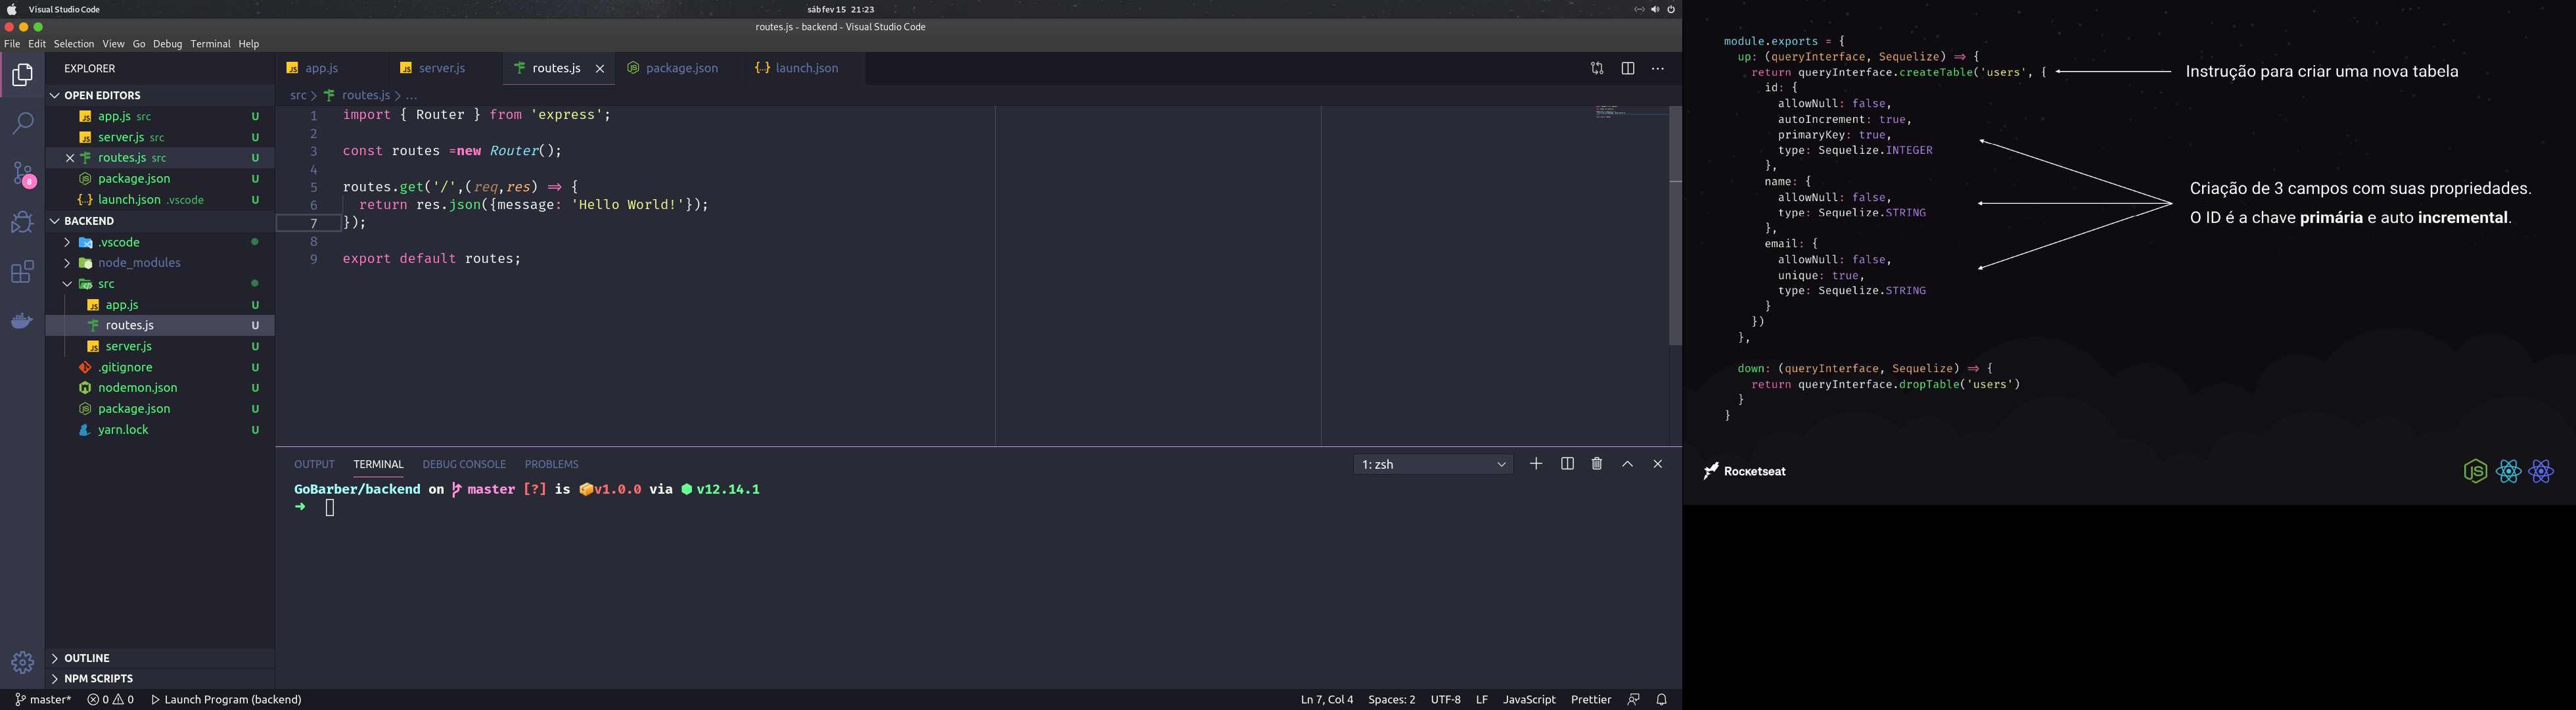 Visual Studio Code
sáb fev 15 21:23
routes.js - backend - Visual Studio Code
File Edit Selection View Go Debug Terminal Help
EXPLORER
OPEN EDITORS
app.js src U
server.js src U
routes.js src U
package.json U
launch.json .vscode U
BACKEND
.vscode
node_modules
src
app.js U
routes.js U
server.js U
.gitignore U
nodemon.json U
package.json U
yarn.lock U
OUTLINE
NPM SCRIPTS
8
app.js server.js routes.js package.json launch.json
src > routes.js > ...
1 import { Router } from 'express';
2
3 const routes =new Router();
4
5 routes.get('/',(req,res) => {
6 return res.json({message: 'Hello World!'});
7 });
8
9 export default routes;
OUTPUT TERMINAL DEBUG CONSOLE PROBLEMS
1: zsh
GoBarber/backend on master [?] is 📦v1.0.0 via ⬢ v12.14.1
➜
master* 0 0 Launch Program (backend)
Ln 7, Col 4 Spaces: 2 UTF-8 LF JavaScript Prettier
module.exports = {
up: (queryInterface, Sequelize) => {
return queryInterface.createTable('users', {
id: {
allowNull: false,
autoIncrement: true,
primaryKey: true,
type: Sequelize.INTEGER
},
name: {
allowNull: false,
type: Sequelize.STRING
},
email: {
allowNull: false,
unique: true,
type: Sequelize.STRING
}
})
},
down: (queryInterface, Sequelize) => {
return queryInterface.dropTable('users')
}
}
Instrução para criar uma nova tabela
Criação de 3 campos com suas propriedades.
O ID é a chave primária e auto incremental.
Rocketseat
JS